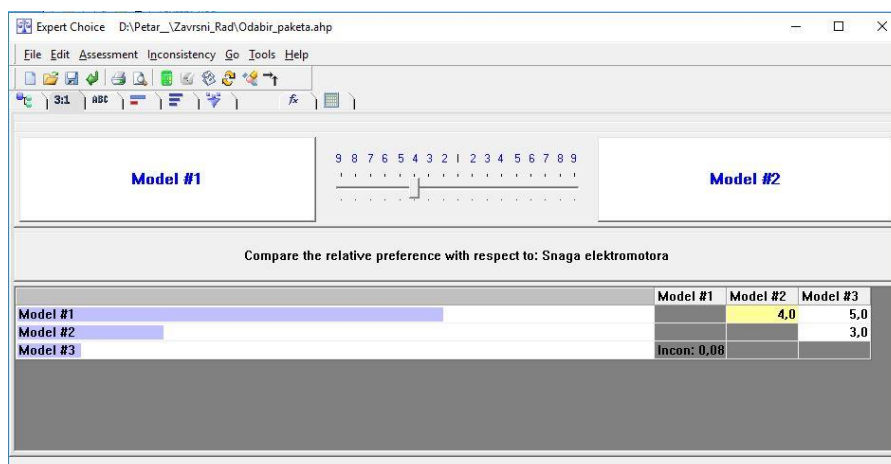 Expert Choice D:\Petar__\Zavrsni_Rad\Odabir_paketa.ahp
File Edit Assessment Inconsistency Go Tools Help
3:1 ABC fx
Model #1
9 8 7 6 5 4 3 2 1 2 3 4 5 6 7 8 9
Model #2
Compare the relative preference with respect to: Snaga elektromotora
Model #1 Model #2 Model #3
Model #1 4,0 5,0
Model #2 3,0
Model #3 Incon: 0,08